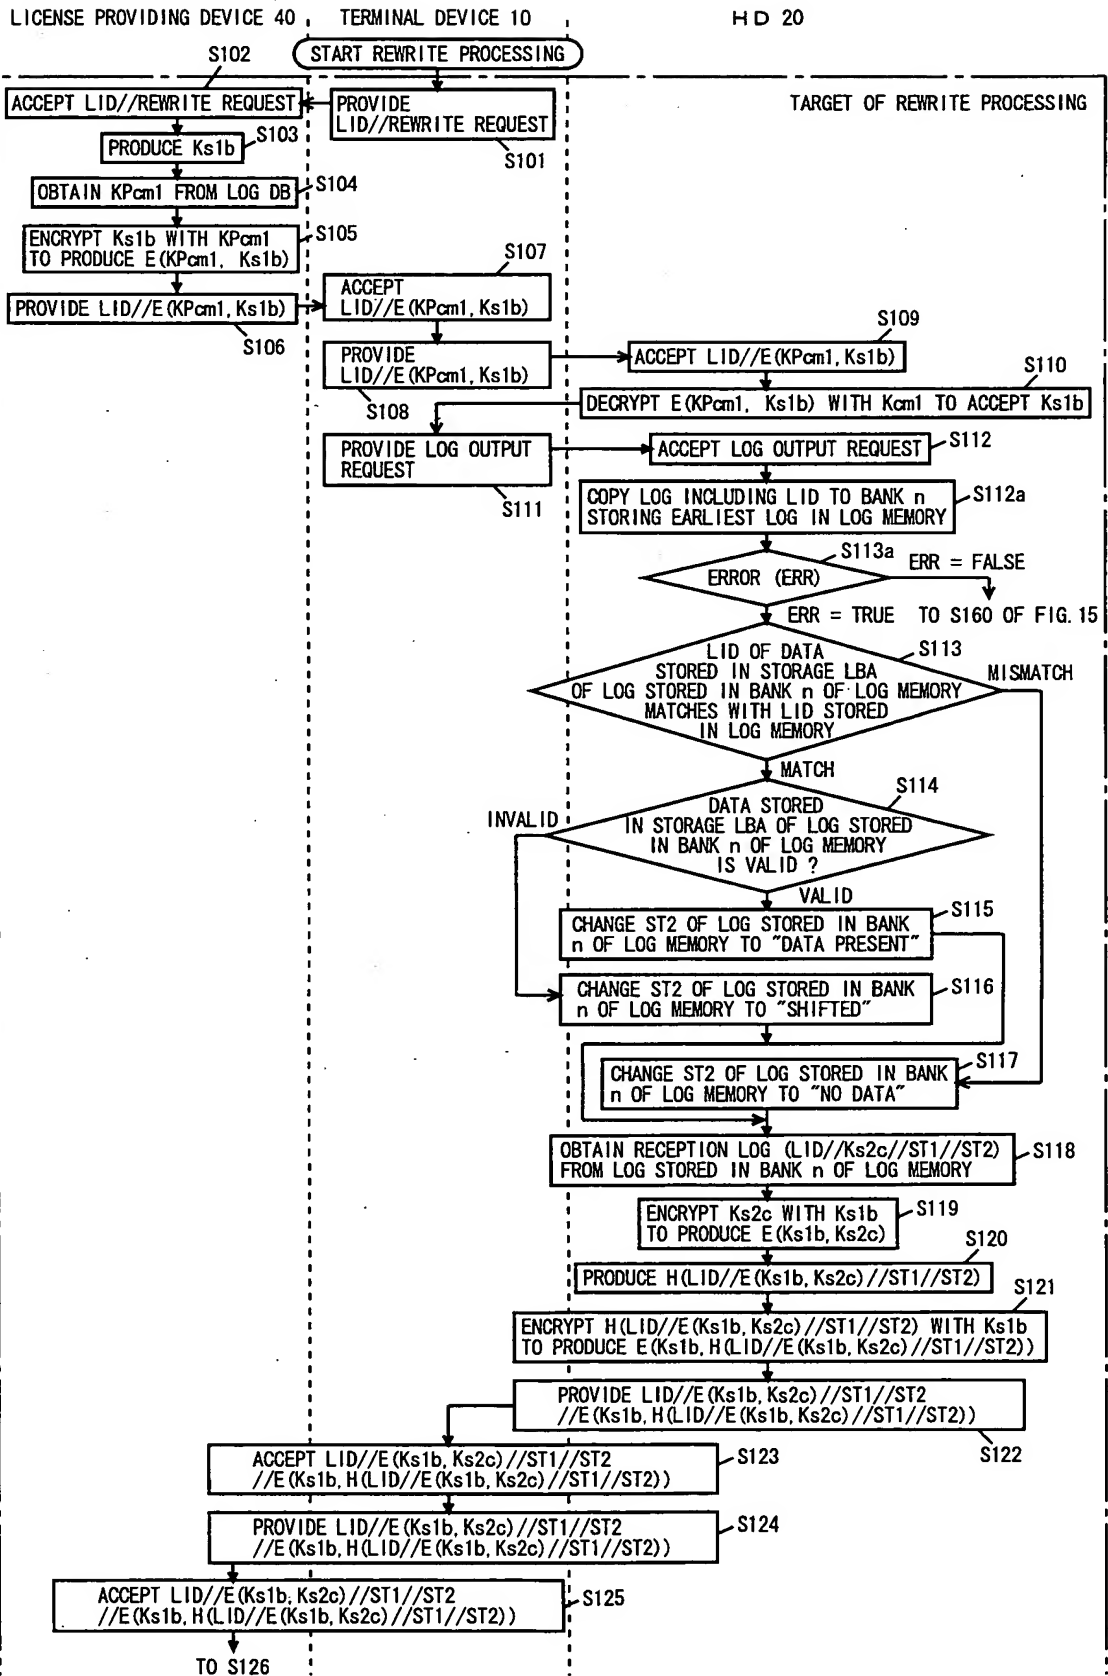 LICENSE PROVIDING DEVICE 40
TERMINAL DEVICE 10
HD 20
START REWRITE PROCESSING
TARGET OF REWRITE PROCESSING
S102
ACCEPT LID//REWRITE REQUEST
PROVIDE
LID//REWRITE REQUEST
S101
S103
PRODUCE Ks1b
S104
OBTAIN KPcm1 FROM LOG DB
S105
ENCRYPT Ks1b WITH KPcm1
TO PRODUCE E(KPcm1, Ks1b)
PROVIDE LID//E(KPcm1, Ks1b)
S106
S107
ACCEPT
LID//E(KPcm1, Ks1b)
PROVIDE
LID//E(KPcm1, Ks1b)
S108
S109
ACCEPT LID//E(KPcm1, Ks1b)
S110
DECRYPT E(KPcm1, Ks1b) WITH Kcm1 TO ACCEPT Ks1b
PROVIDE LOG OUTPUT
REQUEST
S111
ACCEPT LOG OUTPUT REQUEST
S112
COPY LOG INCLUDING LID TO BANK n
STORING EARLIEST LOG IN LOG MEMORY
S112a
S113a
ERROR (ERR)
ERR = FALSE
ERR = TRUE
TO S160 OF FIG. 15
S113
LID OF DATA
STORED IN STORAGE LBA
OF LOG STORED IN BANK n OF LOG MEMORY
MATCHES WITH LID STORED
IN LOG MEMORY
MISMATCH
MATCH
S114
DATA STORED
IN STORAGE LBA OF LOG STORED
IN BANK n OF LOG MEMORY
IS VALID ?
INVALID
VALID
S115
CHANGE ST2 OF LOG STORED IN BANK
n OF LOG MEMORY TO "DATA PRESENT"
CHANGE ST2 OF LOG STORED IN BANK
n OF LOG MEMORY TO "SHIFTED"
S116
S117
CHANGE ST2 OF LOG STORED IN BANK
n OF LOG MEMORY TO "NO DATA"
OBTAIN RECEPTION LOG (LID//Ks2c//ST1//ST2)
FROM LOG STORED IN BANK n OF LOG MEMORY
S118
ENCRYPT Ks2c WITH Ks1b
TO PRODUCE E(Ks1b, Ks2c)
S119
S120
PRODUCE H(LID//E(Ks1b, Ks2c)//ST1//ST2)
S121
ENCRYPT H(LID//E(Ks1b, Ks2c)//ST1//ST2) WITH Ks1b
TO PRODUCE E(Ks1b, H(LID//E(Ks1b, Ks2c)//ST1//ST2))
PROVIDE LID//E(Ks1b, Ks2c)//ST1//ST2
//E(Ks1b, H(LID//E(Ks1b, Ks2c)//ST1//ST2))
S122
ACCEPT LID//E(Ks1b, Ks2c)//ST1//ST2
//E(Ks1b, H(LID//E(Ks1b, Ks2c)//ST1//ST2))
S123
PROVIDE LID//E(Ks1b, Ks2c)//ST1//ST2
//E(Ks1b, H(LID//E(Ks1b, Ks2c)//ST1//ST2))
S124
ACCEPT LID//E(Ks1b, Ks2c)//ST1//ST2
//E(Ks1b, H(LID//E(Ks1b, Ks2c)//ST1//ST2))
S125
TO S126